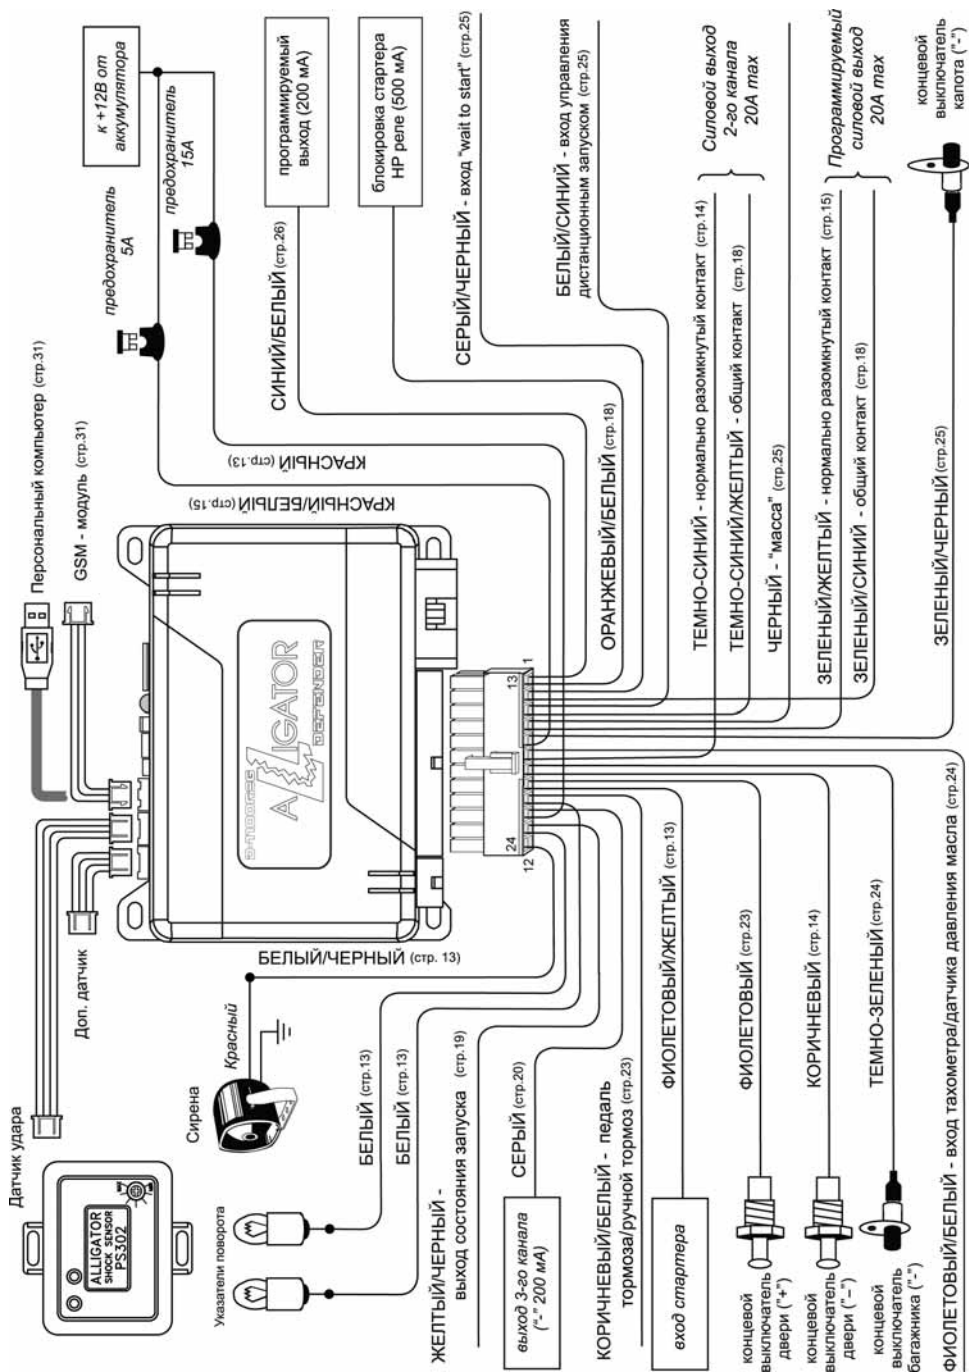 Датчик удара
ALLIGATOR
SHOCK SENSOR
PS302
Доп. датчик
GSM - модуль (стр.31)
Персональный компьютер (стр.31)
предохранитель
5А
предохранитель
15А
к +12В от
аккумулятора
Указатели поворота
Сирена
Красный
БЕЛЫЙ/ЧЕРНЫЙ (стр. 13)
ALLIGATOR
DEFENDER
КРАСНЫЙ/БЕЛЫЙ (стр.15)
КРАСНЫЙ (стр.13)
СИНИЙ/БЕЛЫЙ (стр.26)
программируемый
выход (200 мА)
блокировка стартера
НР реле (500 мА)
БЕЛЫЙ (стр.13)
БЕЛЫЙ (стр.13)
24
13
12
1
ЖЕЛТЫЙ/ЧЕРНЫЙ -
выход состояния запуска (стр.19)
СЕРЫЙ/ЧЕРНЫЙ - вход "wait to start" (стр.25)
выход 3-го канала
("-" 200 мА)
СЕРЫЙ (стр.20)
БЕЛЫЙ/СИНИЙ - вход управления
дистанционным запуском (стр.25)
КОРИЧНЕВЫЙ/БЕЛЫЙ - педаль
тормоза/ручной тормоз (стр.23)
ОРАНЖЕВЫЙ/БЕЛЫЙ (стр.18)
вход стартера
ФИОЛЕТОВЫЙ/ЖЕЛТЫЙ (стр.13)
ТЕМНО-СИНИЙ - нормально разомкнутый контакт (стр.14)
ТЕМНО-СИНИЙ/ЖЕЛТЫЙ - общий контакт (стр.18)
Силовой выход
2-го канала
20А max
концевой
выключатель
двери ("+")
ФИОЛЕТОВЫЙ (стр.23)
ЧЕРНЫЙ - "масса" (стр.25)
концевой
выключатель
двери ("–")
КОРИЧНЕВЫЙ (стр.14)
ЗЕЛЕНЫЙ/ЖЕЛТЫЙ - нормально разомкнутый контакт (стр.15)
ЗЕЛЕНЫЙ/СИНИЙ - общий контакт (стр.18)
Программируемый
силовой выход
20А max
концевой
выключатель
багажника ("-")
ТЕМНО-ЗЕЛЕНЫЙ (стр.24)
ЗЕЛЕНЫЙ/ЧЕРНЫЙ (стр.25)
концевой
выключатель
капота ("-")
ФИОЛЕТОВЫЙ/БЕЛЫЙ - вход тахометра/датчика давления масла (стр.24)